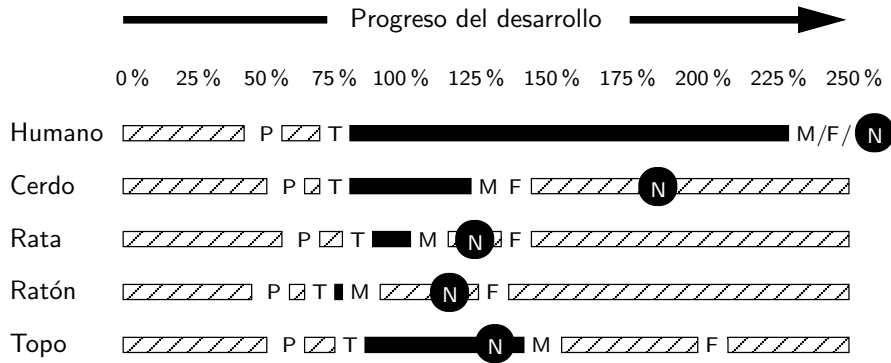 Progreso del desarrollo
0 % 25 % 50 % 75 % 100 % 125 % 150 % 175 % 200 % 225 % 250 %
Humano P T M/F/ N
Cerdo P T M F N
Rata P T M N F
Ratón P T M N F
Topo P T N M F